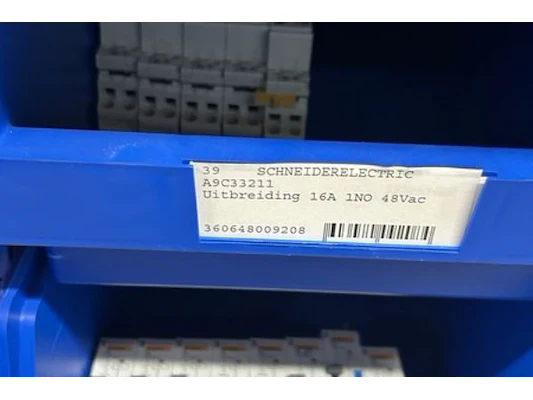 39 SCHNEIDERELECTRIC
A9C33211
Uitbreiding 16A 1NO 48Vac
360648009208